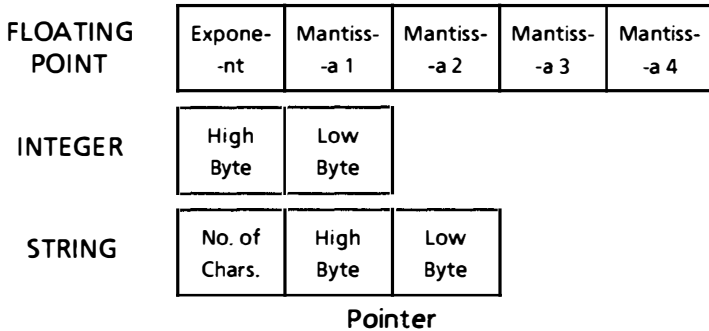 FLOATING POINT
Expone- -nt
Mantiss- -a 1
Mantiss- -a 2
Mantiss- -a 3
Mantiss- -a 4
INTEGER
High Byte
Low Byte
STRING
No. of Chars.
High Byte
Low Byte
Pointer